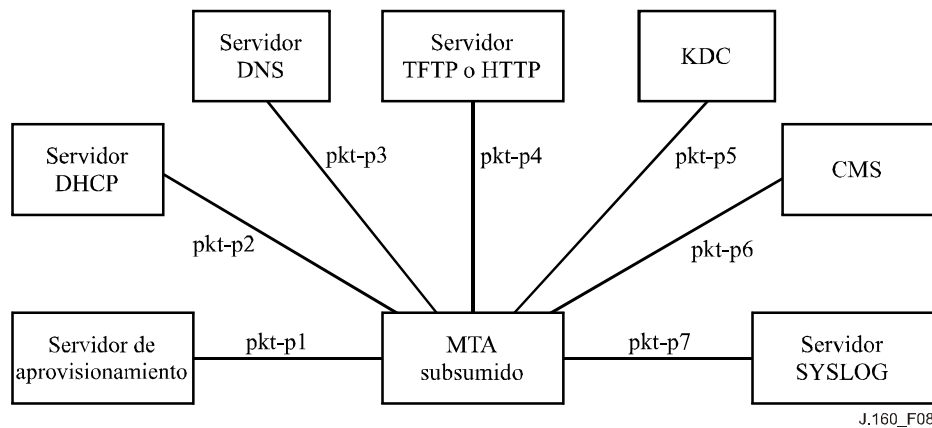 Servidor
DNS
Servidor
TFTP o HTTP
KDC
Servidor
DHCP
CMS
pkt-p3
pkt-p4
pkt-p5
pkt-p2
pkt-p6
Servidor de
aprovisionamiento
pkt-p1
MTA
subsumido
pkt-p7
Servidor
SYSLOG
J.160_F08